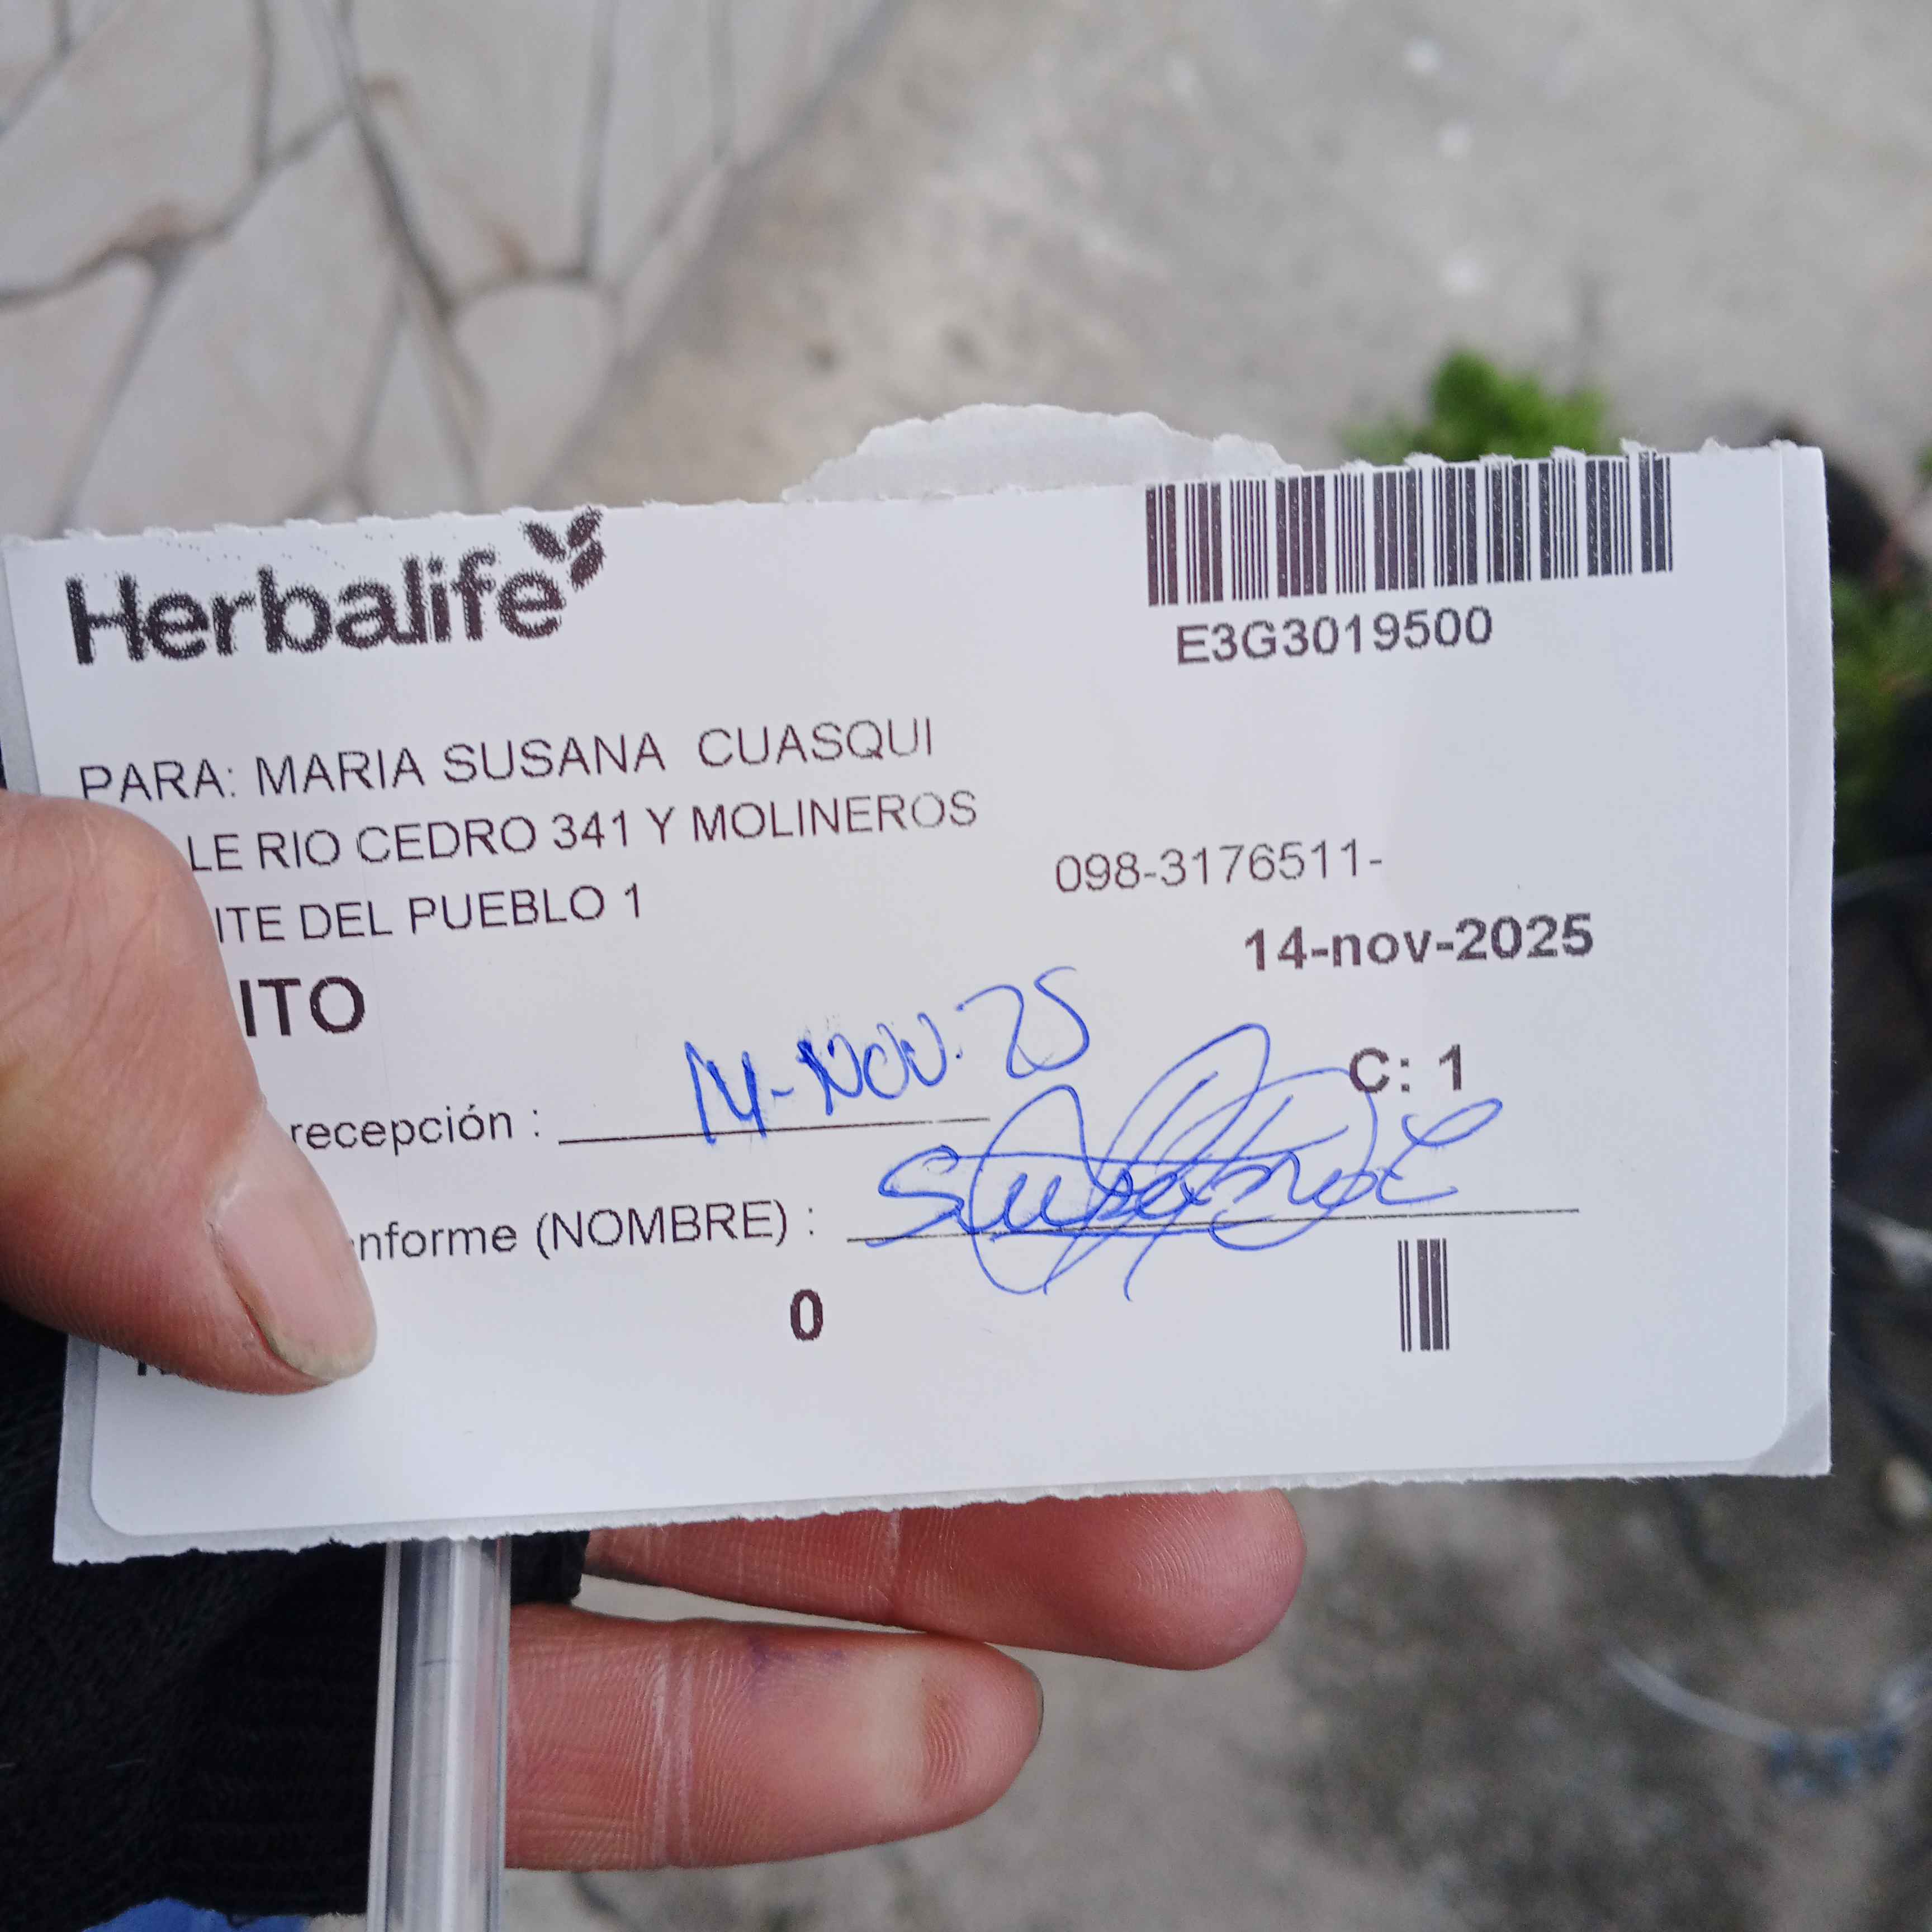 Herbalife
E3G3019500
PARA: MARIA SUSANA CUASQUI
LE RIO CEDRO 341 Y MOLINEROS
098-3176511-
ITE DEL PUEBLO 1
14-nov-2025
ITO
C: 1
recepción : 14-NOV-25
nforme (NOMBRE) :
0